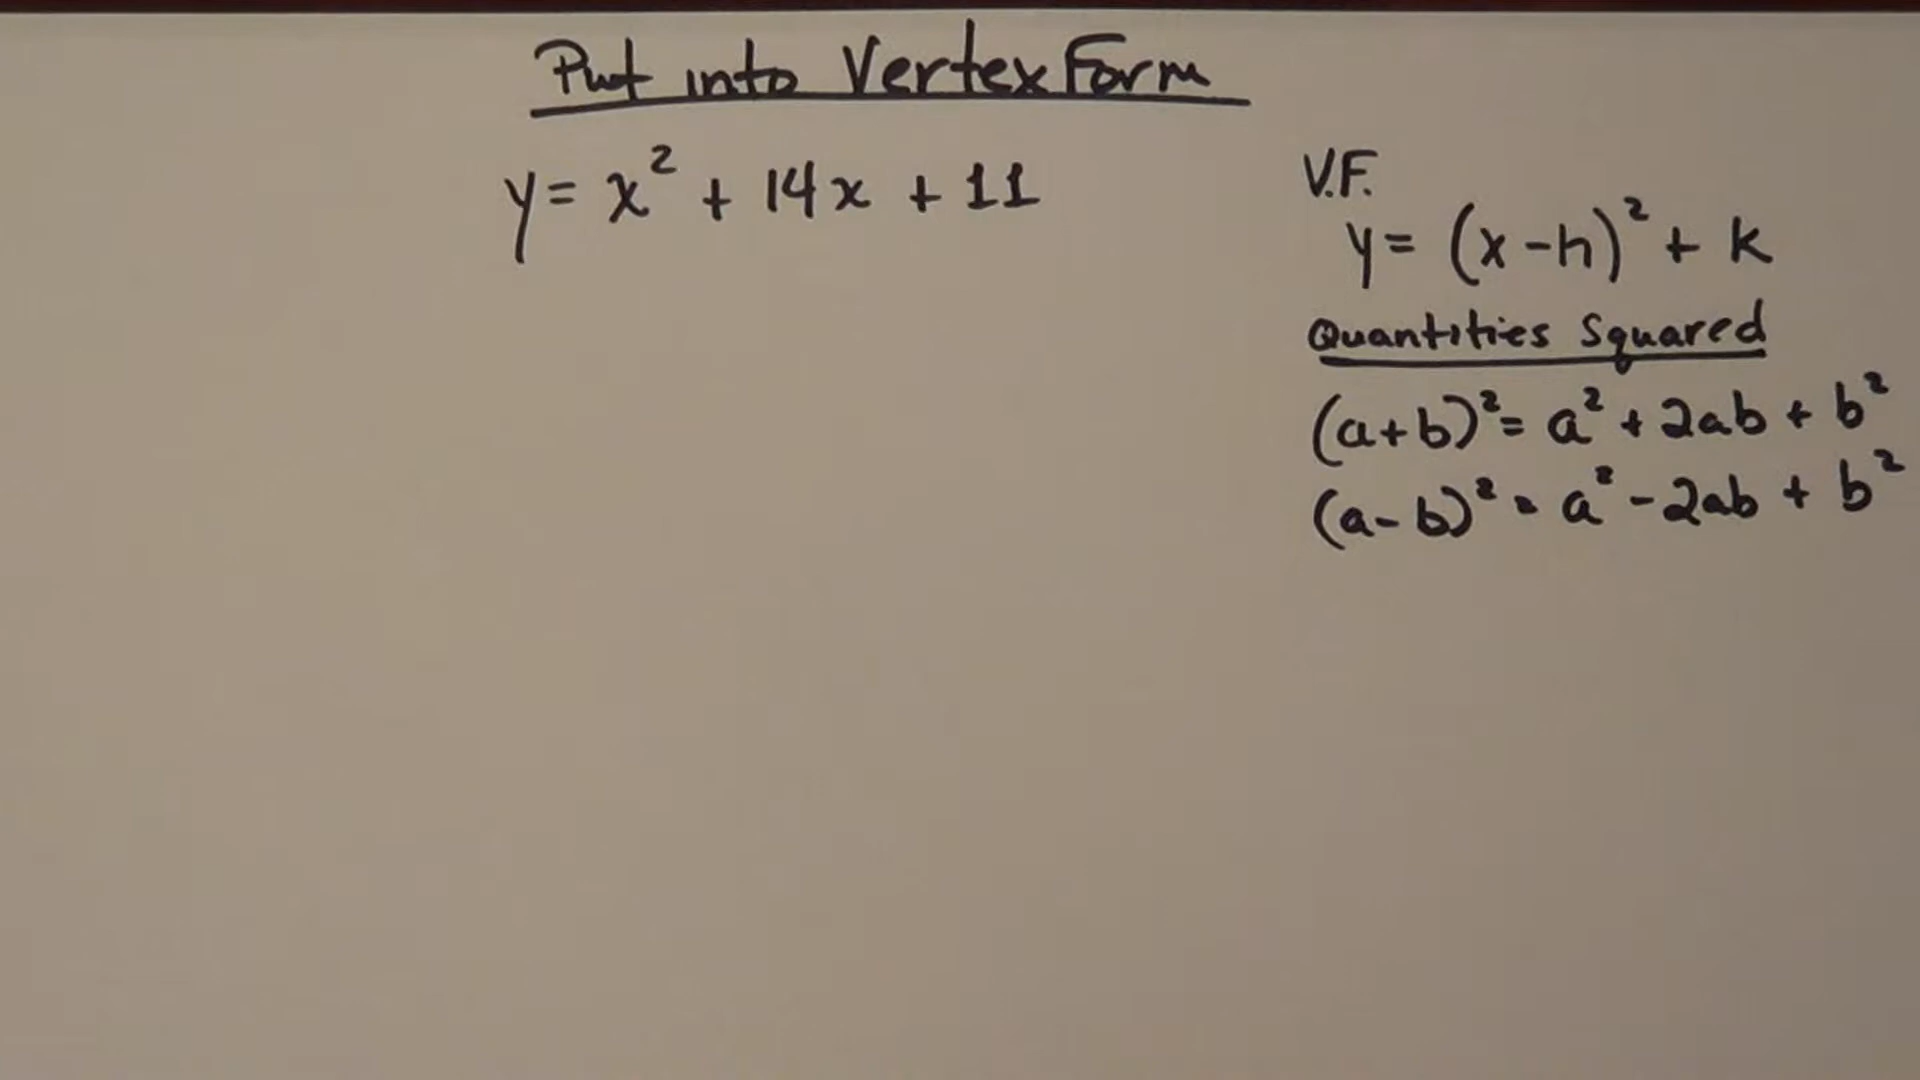 Put into Vertex Form
y = x² + 14x + 11
V.F.
y = (x - h)² + k
Quantities Squared
(a + b)² = a² + 2ab + b²
(a - b)² = a² - 2ab + b²